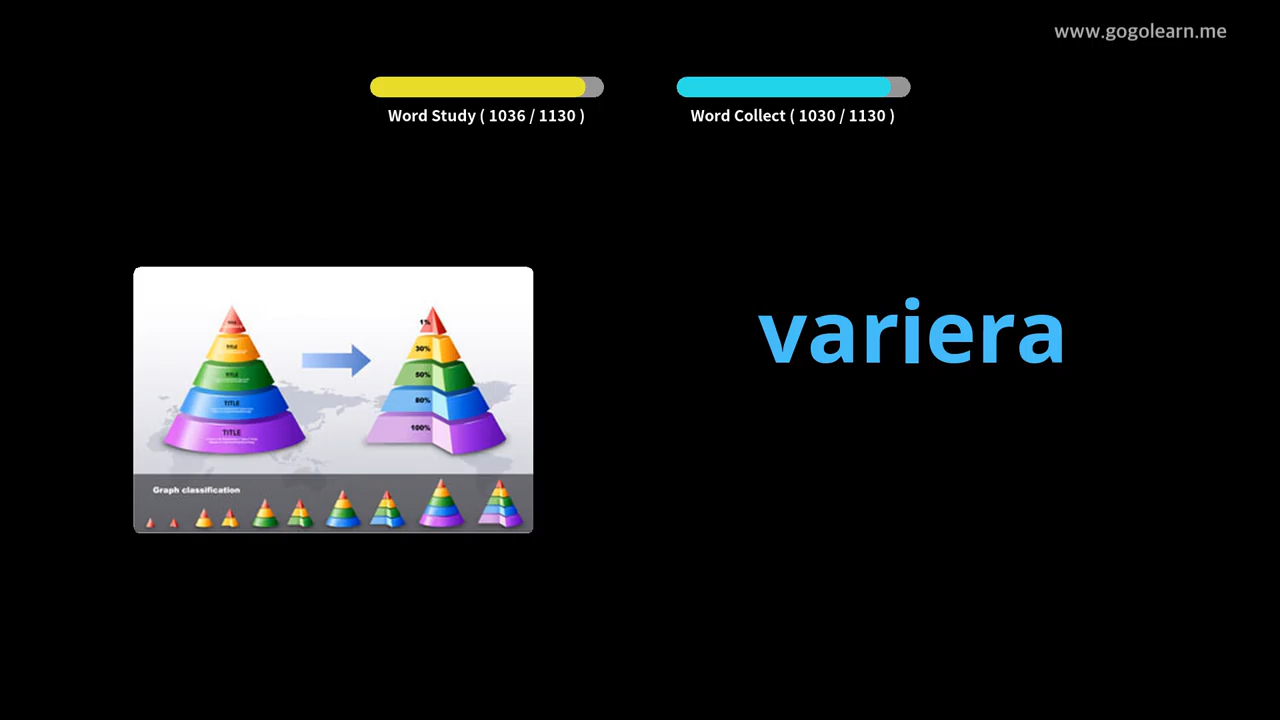 www.gogolearn.me
Word Study ( 1036 / 1130 )
Word Collect ( 1030 / 1130 )
variera
1%
30%
TITLE
50%
TITLE
80%
TITLE
100%
TITLE
Graph classification